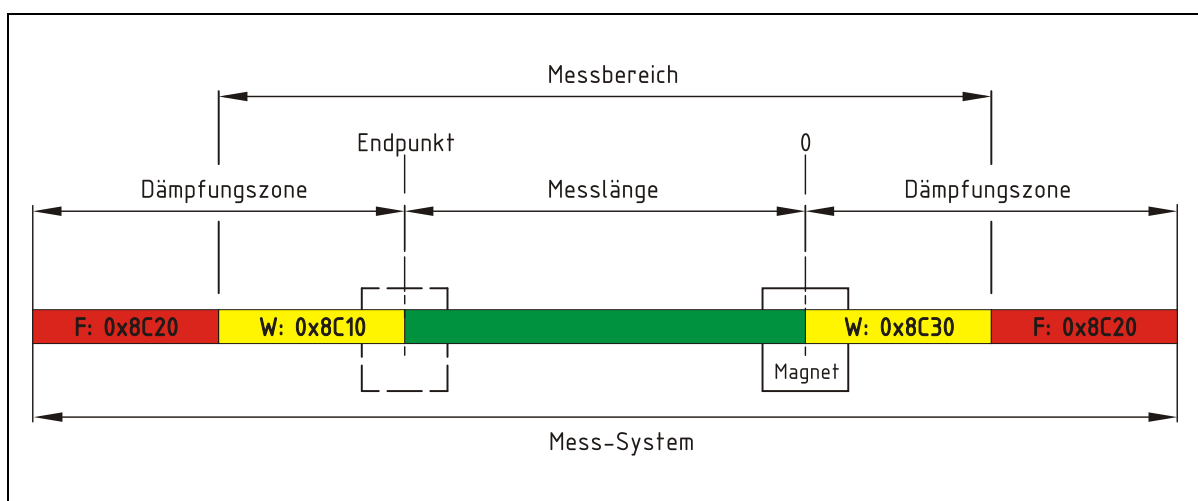 Messbereich
Endpunkt 0
Dämpfungszone Messlänge Dämpfungszone
F: 0x8C20 W: 0x8C10 W: 0x8C30 F: 0x8C20
Magnet
Mess-System